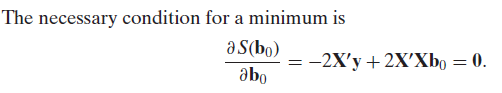 The necessary condition for a minimum is
∂S(b₀)
∂b₀
= −2X′y + 2X′Xb₀ = 0.